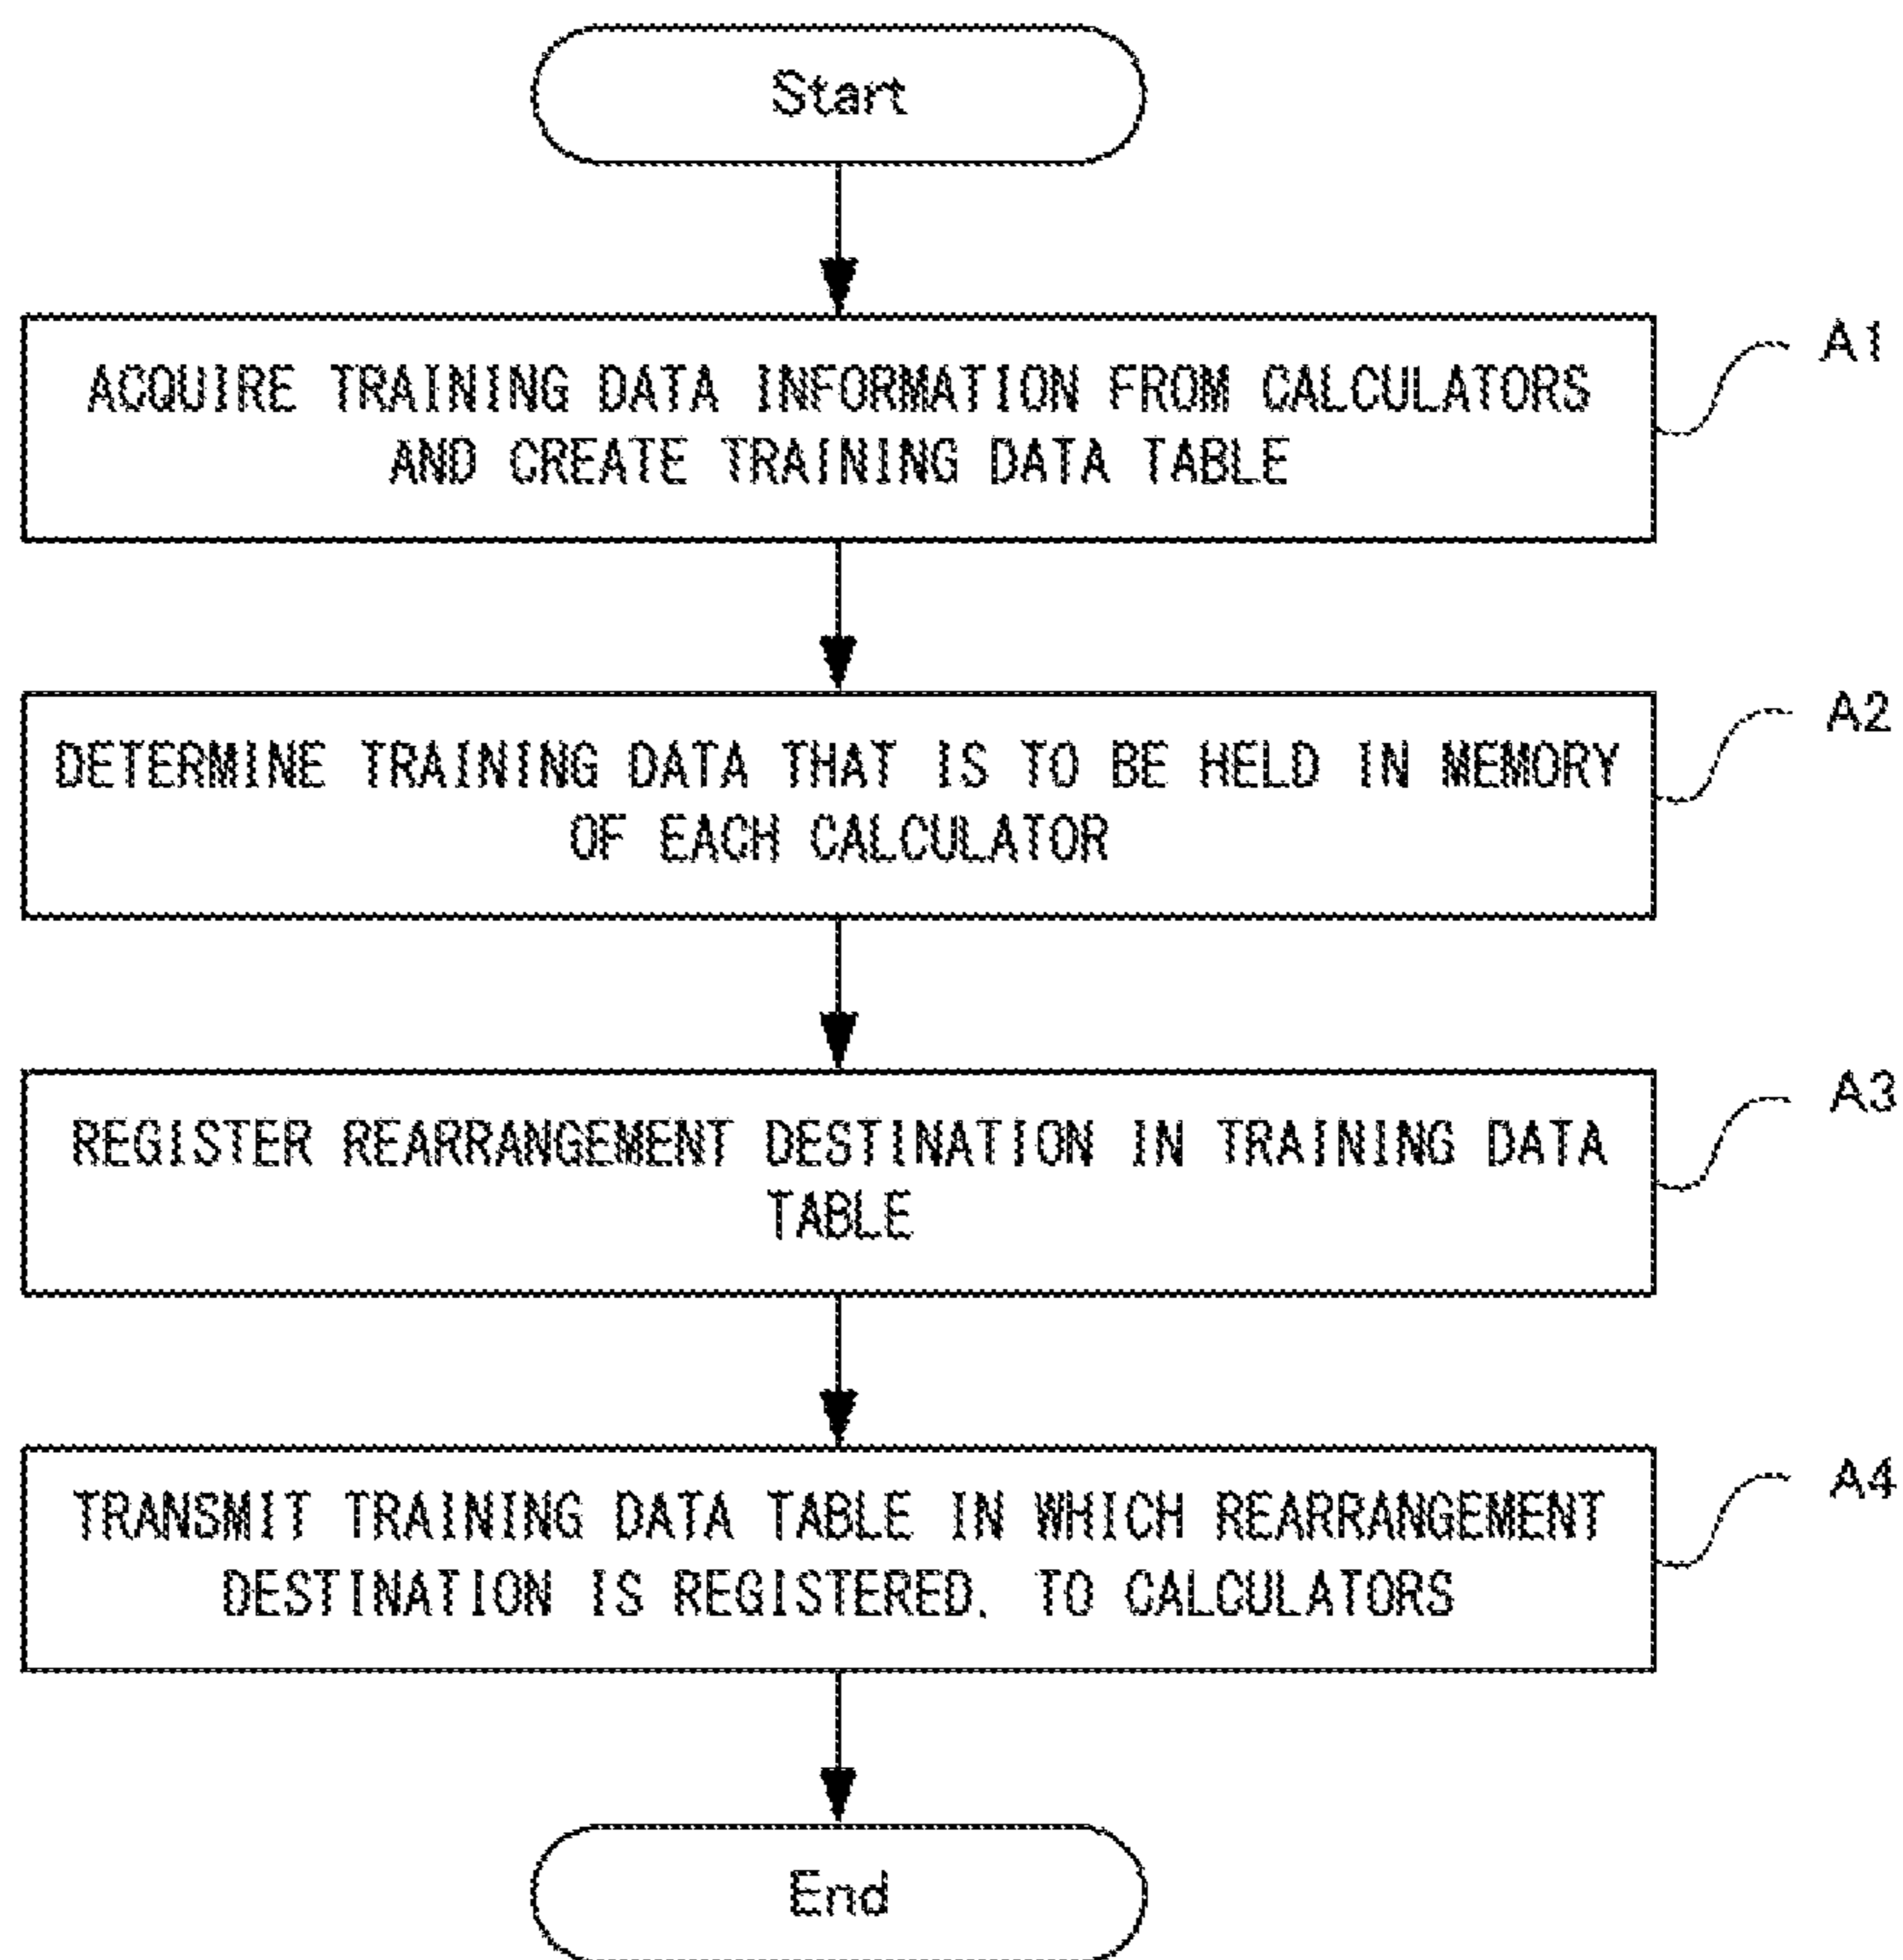 Start
ACQUIRE TRAINING DATA INFORMATION FROM CALCULATORS
AND CREATE TRAINING DATA TABLE
A1
DETERMINE TRAINING DATA THAT IS TO BE HELD IN MEMORY
OF EACH CALCULATOR
A2
REGISTER REARRANGEMENT DESTINATION IN TRAINING DATA
TABLE
A3
TRANSMIT TRAINING DATA TABLE IN WHICH REARRANGEMENT
DESTINATION IS REGISTERED, TO CALCULATORS
A4
End